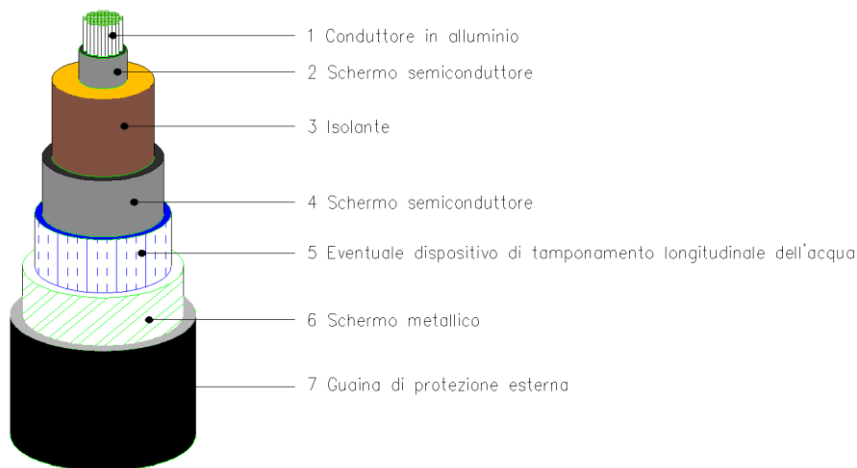 1 Conduttore in alluminio
2 Schermo semiconduttore
3 Isolante
4 Schermo semiconduttore
5 Eventuale dispositivo di tamponamento longitudinale dell'acqua
6 Schermo metallico
7 Guaina di protezione esterna